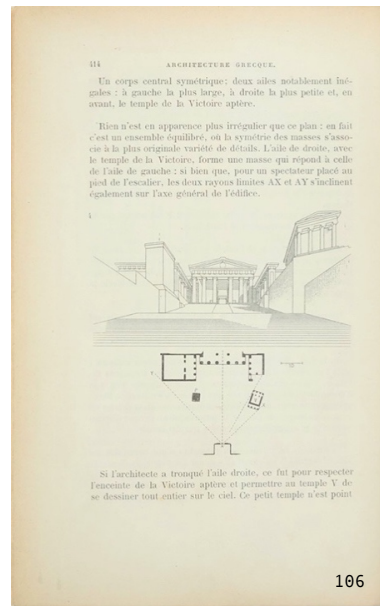 414 ARCHITECTURE GRECQUE.
Un corps central symétrique: deux ailes notablement iné-
gales : à gauche la plus large, à droite la plus petite et, en
avant, le temple de la Victoire aptère.
Rien n'est en apparence plus irrégulier que ce plan : en fait
c'est un ensemble équilibré, où la symétrie des masses s'asso-
cie à la plus originale variété de détails. L'aile de droite, avec
le temple de la Victoire, forme une masse qui répond à celle
de l'aile de gauche : si bien que, pour un spectateur placé au
pied de l'escalier, les deux rayons limites AX et AY s'inclinent
également sur l'axe général de l'édifice.
Si l'architecte a tronqué l'aile droite, ce fut pour respecter
l'enceinte de la Victoire aptère et permettre au temple Y de
se dessiner tout entier sur le ciel. Ce petit temple n'est point
106